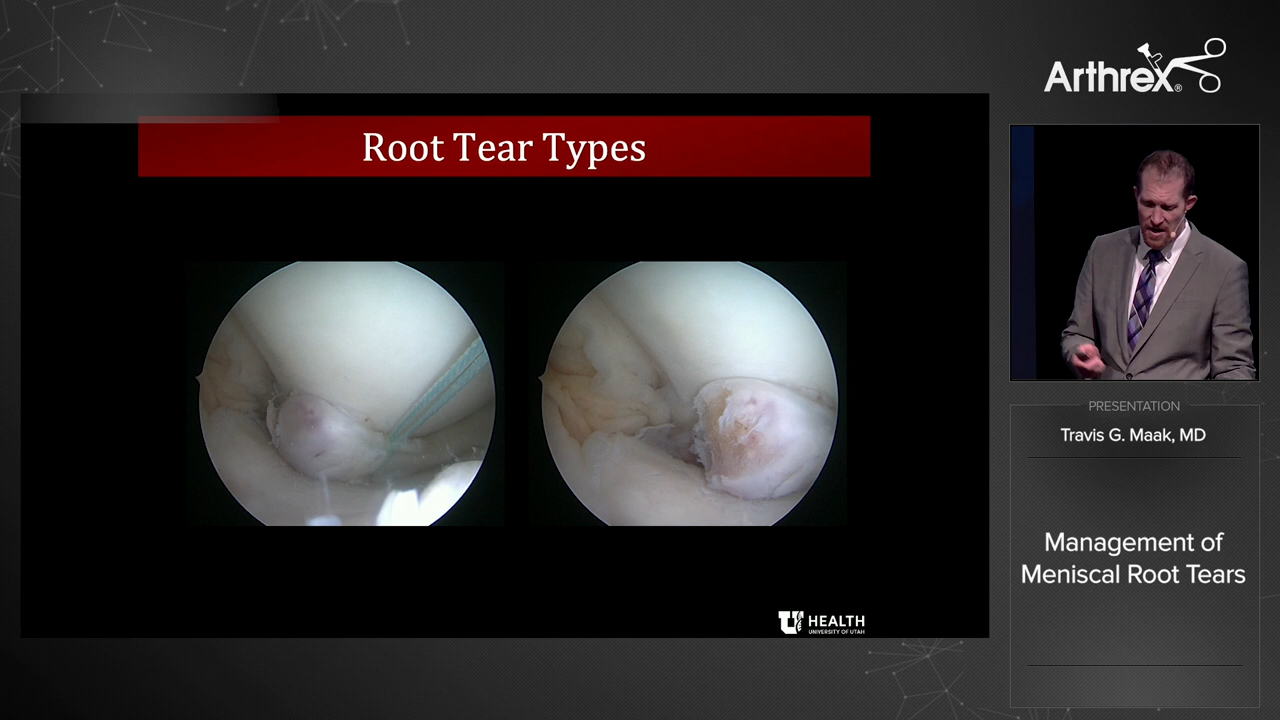 Root Tear Types
HEALTH
UNIVERSITY OF UTAH
Arthrex®
PRESENTATION
Travis G. Maak, MD
Management of
Meniscal Root Tears